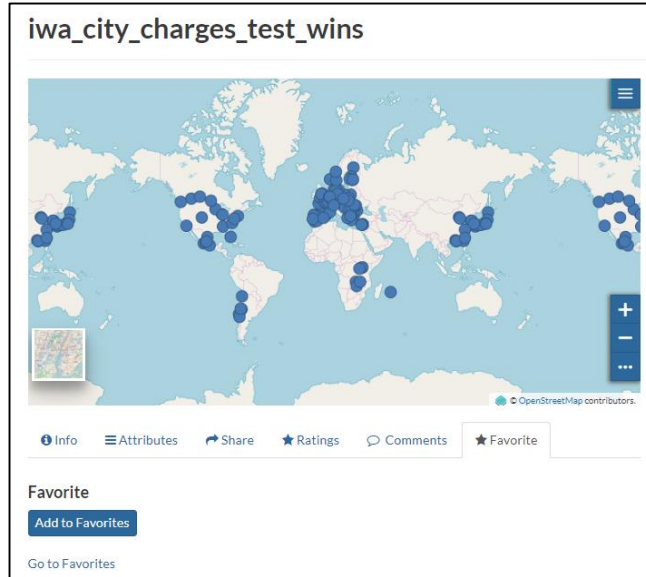 iwa_city_charges_test_wins
© OpenStreetMap contributors.
Info Attributes Share Ratings Comments Favorite
Favorite
Add to Favorites
Go to Favorites